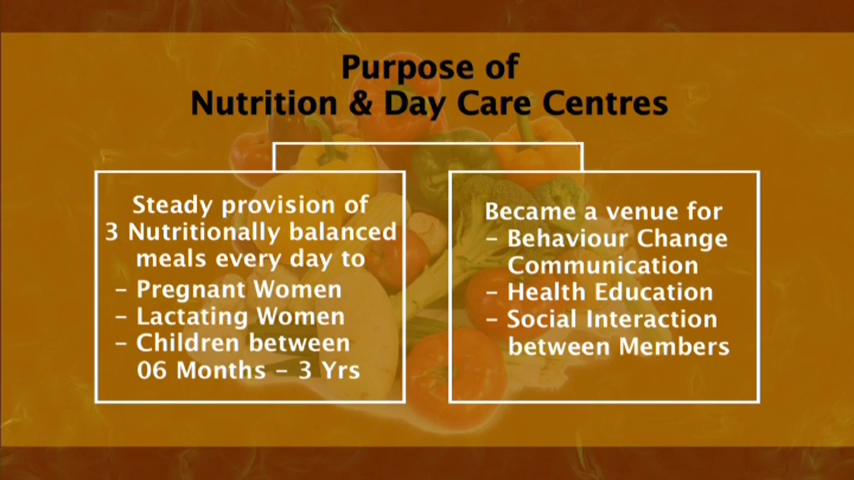 Purpose of
Nutrition & Day Care Centres
Steady provision of
3 Nutritionally balanced
meals every day to
– Pregnant Women
– Lactating Women
– Children between
06 Months – 3 Yrs
Became a venue for
– Behaviour Change
Communication
– Health Education
– Social Interaction
between Members